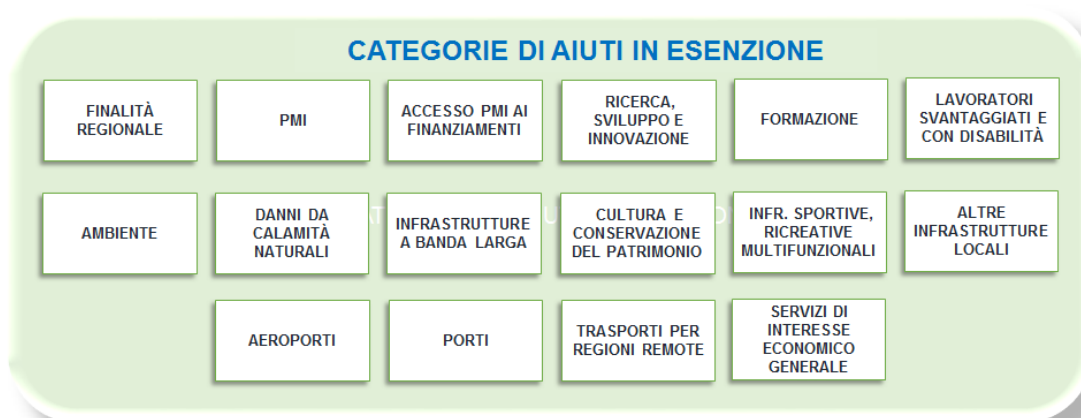 CATEGORIE DI AIUTI IN ESENZIONE
FINALITÀ
REGIONALE
PMI
ACCESSO PMI AI
FINANZIAMENTI
RICERCA,
SVILUPPO E
INNOVAZIONE
FORMAZIONE
LAVORATORI
SVANTAGGIATI E
CON DISABILITÀ
AMBIENTE
DANNI DA
CALAMITÀ
NATURALI
INFRASTRUTTURE
A BANDA LARGA
CULTURA E
CONSERVAZIONE
DEL PATRIMONIO
INFR. SPORTIVE,
RICREATIVE
MULTIFUNZIONALI
ALTRE
INFRASTRUTTURE
LOCALI
AEROPORTI
PORTI
TRASPORTI PER
REGIONI REMOTE
SERVIZI DI
INTERESSE
ECONOMICO
GENERALE